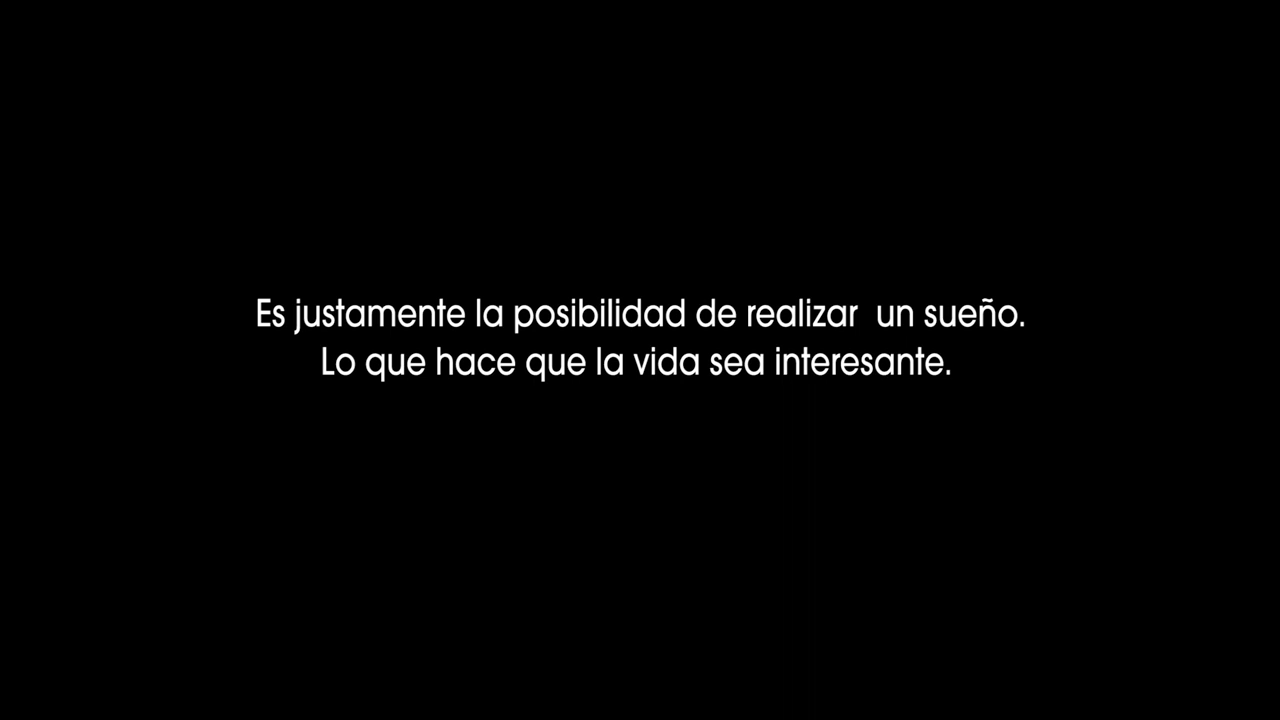 Es justamente la posibilidad de realizar  un sueño.
Lo que hace que la vida sea interesante.